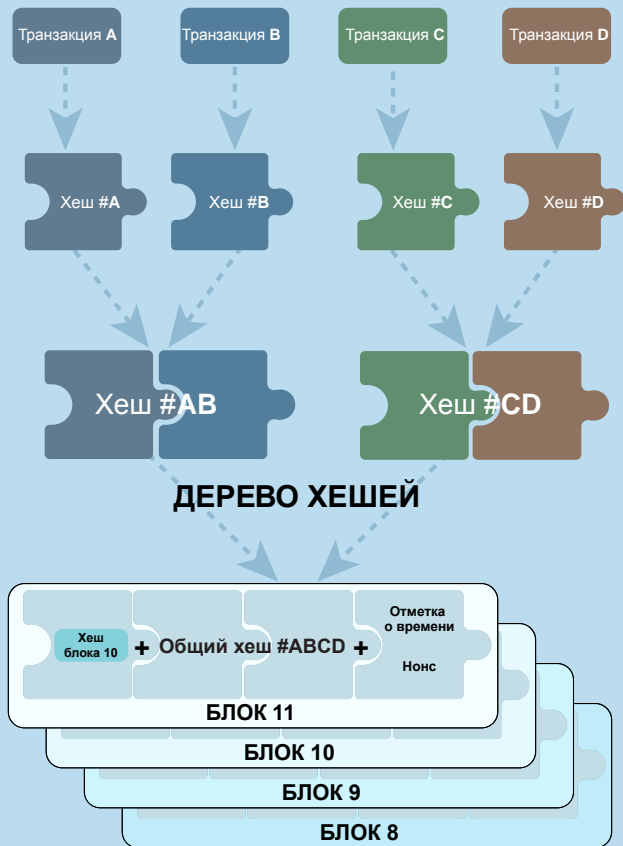 Транзакция A
Транзакция B
Транзакция C
Транзакция D
Хеш #A
Хеш #B
Хеш #C
Хеш #D
Хеш #AB
Хеш #CD
ДЕРЕВО ХЕШЕЙ
Хеш
блока 10
+
Общий хеш #ABCD
+
Отметка
о времени
Нонс
БЛОК 11
БЛОК 10
БЛОК 9
БЛОК 8